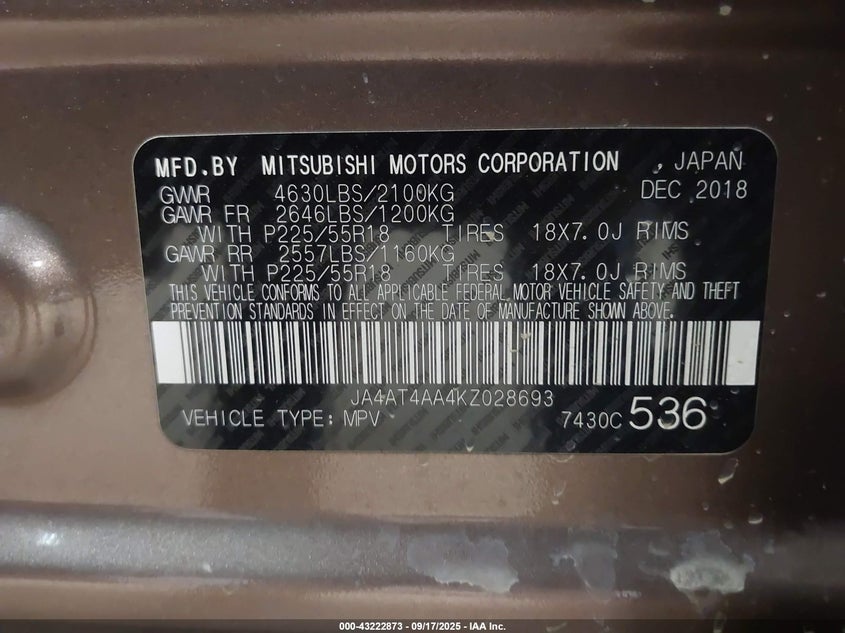 MFD.BY MITSUBISHI MOTORS CORPORATION , JAPAN
GVWR 4630LBS/2100KG DEC 2018
GAWR FR 2646LBS/1200KG
WITH P225/55R18 TIRES 18X7.0J RIMS
GAWR RR 2557LBS/1160KG
WITH P225/55R18 TIRES 18X7.0J RIMS
THIS VEHICLE CONFORMS TO ALL APPLICABLE FEDERAL MOTOR VEHICLE SAFETY AND THEFT
PREVENTION STANDARDS IN EFFECT ON THE DATE OF MANUFACTURE SHOWN ABOVE.
JA4AT4AA4KZ028693
VEHICLE TYPE: MPV 7430C 536
000-43222873 - 09/17/2025 - IAA Inc.